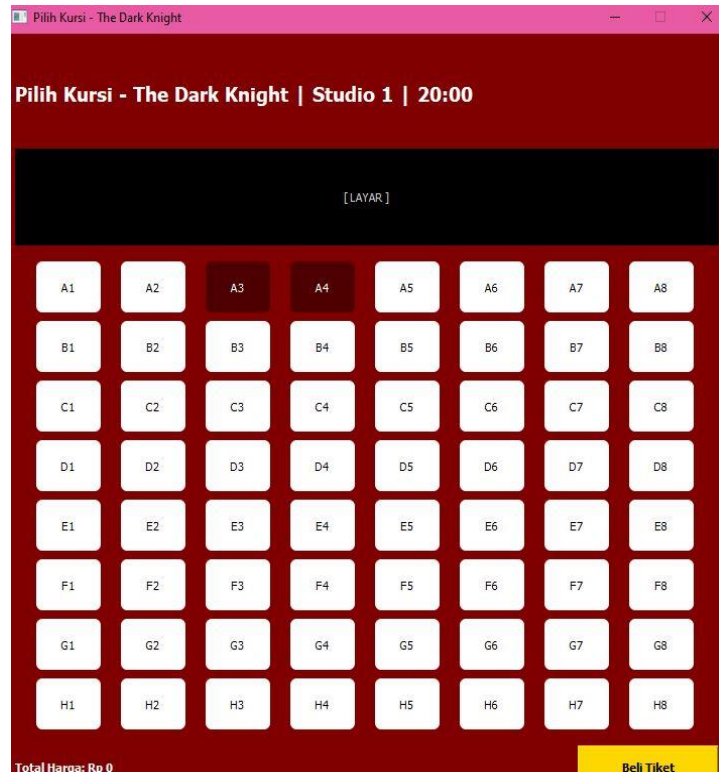 Pilih Kursi - The Dark Knight
Pilih Kursi - The Dark Knight | Studio 1 | 20:00
[ LAYAR ]
A1 A2 A3 A4 A5 A6 A7 A8
B1 B2 B3 B4 B5 B6 B7 B8
C1 C2 C3 C4 C5 C6 C7 C8
D1 D2 D3 D4 D5 D6 D7 D8
E1 E2 E3 E4 E5 E6 E7 E8
F1 F2 F3 F4 F5 F6 F7 F8
G1 G2 G3 G4 G5 G6 G7 G8
H1 H2 H3 H4 H5 H6 H7 H8
Total Harga: Rp 0 Beli Tiket